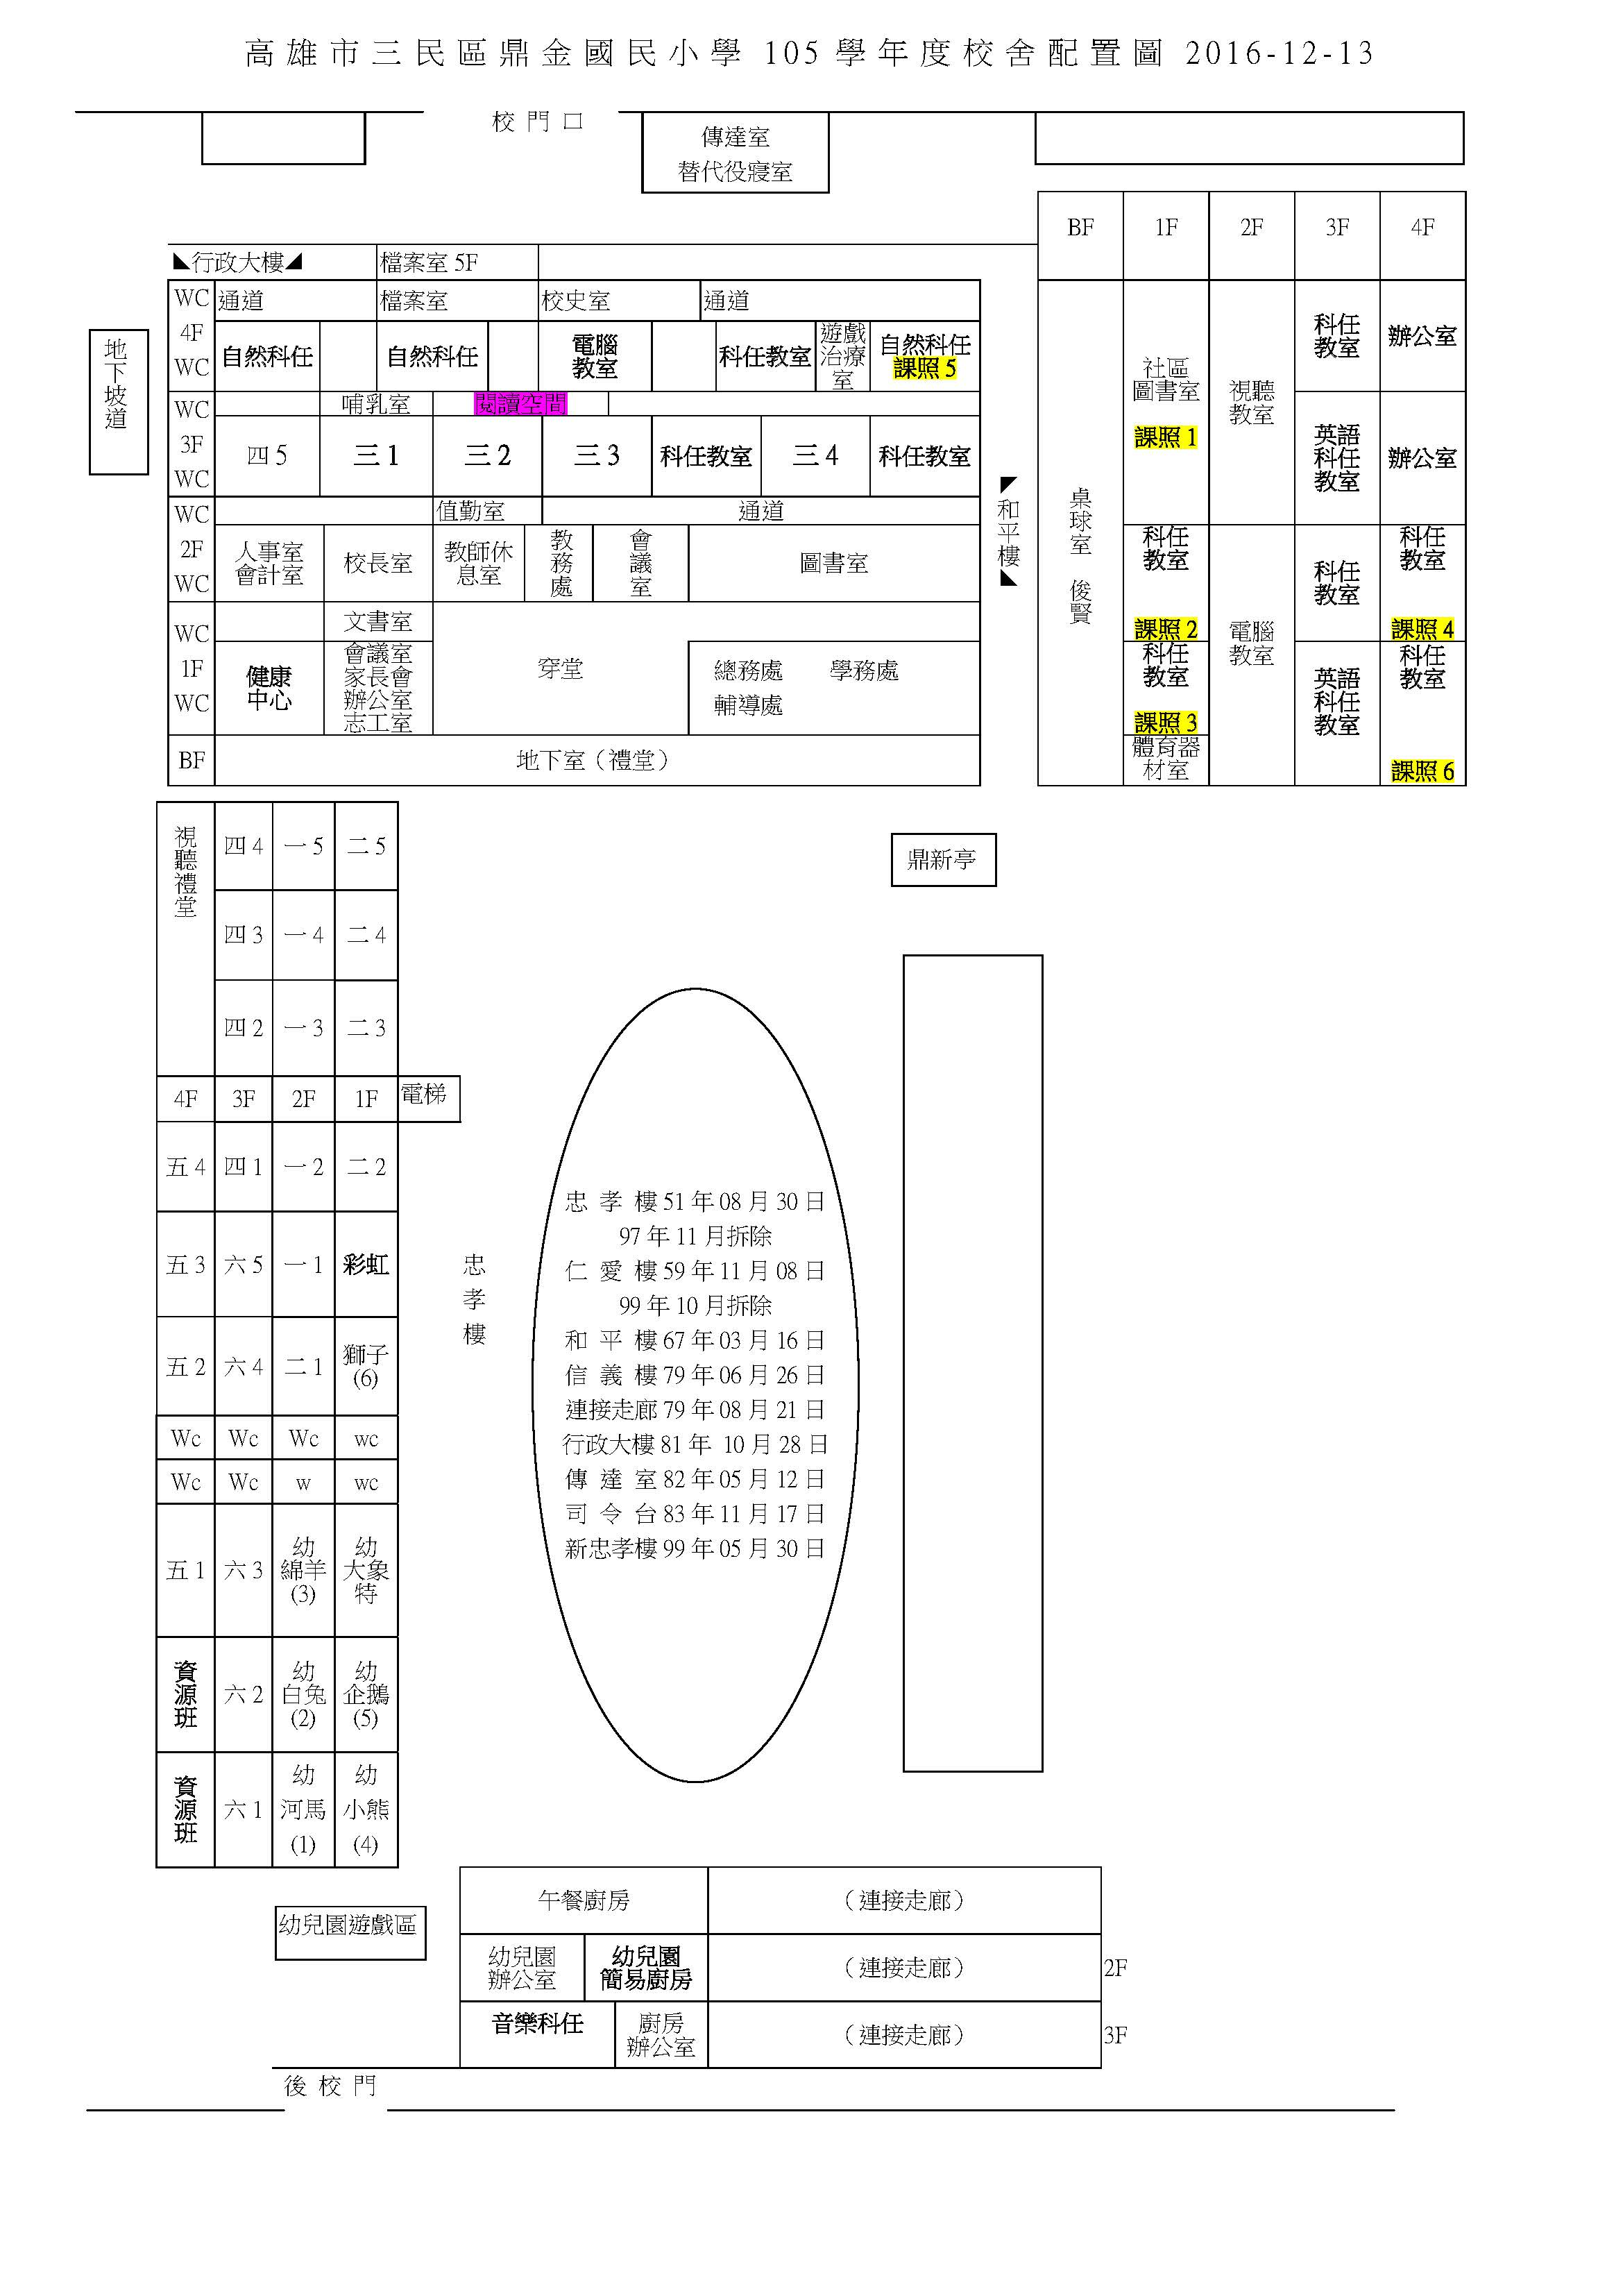 高雄市三民區鼎金國民小學 105 學年度校舍配置圖 2016-12-13
校門口
傳達室
替代役寢室
BF 1F 2F 3F 4F
◣行政大樓◢ 檔案室 5F
WC 通道 檔案室 校史室 通道
4F
WC
自然科任
自然科任
電腦
教室
科任教室
遊戲
治療
室
自然科任
課照 5
地下坡道
WC 哺乳室 閱讀空間
3F
WC
四 5 三 1 三 2 三 3 科任教室 三 4 科任教室
WC 值勤室 通道
2F
WC
人事室
會計室
校長室
教師休
息室
教
務
處
會
議
室
圖書室
WC
1F
WC
文書室
健康
中心
會議室
家長會
辦公室
志工室
穿堂
總務處 學務處
輔導處
BF 地下室（禮堂）
◤和平樓◣
桌球室 俊賢
社區
圖書室
課照 1
科任
教室
課照 2
科任
教室
課照 3
體育器
材室
視聽
教室
電腦
教室
科任
教室
英語
科任
教室
科任
教室
英語
科任
教室
辦公室
辦公室
科任
教室
課照 4
科任
教室
課照 6
視聽禮堂
四 4 一 5 二 5
四 3 一 4 二 4
四 2 一 3 二 3
4F 3F 2F 1F 電梯
五 4 四 1 一 2 二 2
五 3 六 5 一 1 彩虹
五 2 六 4 二 1 獅子
(6)
Wc Wc Wc wc
Wc Wc w wc
五 1 六 3
幼
綿羊
(3)
幼
大象
特
資源班 六 2
幼
白兔
(2)
幼
企鵝
(5)
資源班 六 1
幼
河馬
(1)
幼
小熊
(4)
忠孝樓
鼎新亭
忠 孝 樓 51 年 08 月 30 日
97 年 11 月拆除
仁 愛 樓 59 年 11 月 08 日
99 年 10 月拆除
和 平 樓 67 年 03 月 16 日
信 義 樓 79 年 06 月 26 日
連接走廊 79 年 08 月 21 日
行政大樓 81 年 10 月 28 日
傳 達 室 82 年 05 月 12 日
司 令 台 83 年 11 月 17 日
新忠孝樓 99 年 05 月 30 日
幼兒園遊戲區
午餐廚房 （連接走廊）
幼兒園
辦公室
幼兒園
簡易廚房
（連接走廊） 2F
音樂科任
廚房
辦公室
（連接走廊） 3F
後校門